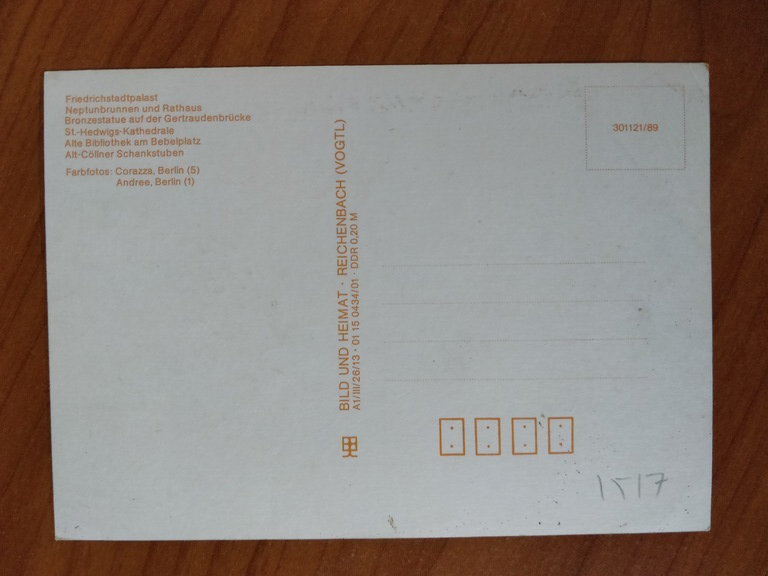 Friedrichstadtpalast
Neptunbrunnen und Rathaus
Bronzestatue auf der Gertraudenbrücke
St.-Hedwigs-Kathedrale
Alte Bibliothek am Bebelplatz
Alt-Cöllner Schankstuben
Farbfotos: Corazza, Berlin (5)
Andree, Berlin (1)
BILD UND HEIMAT · REICHENBACH (VOGTL)
A1/III/26/13 · 01 15 0434/01 · DDR 0,20 M
301121/89
1517